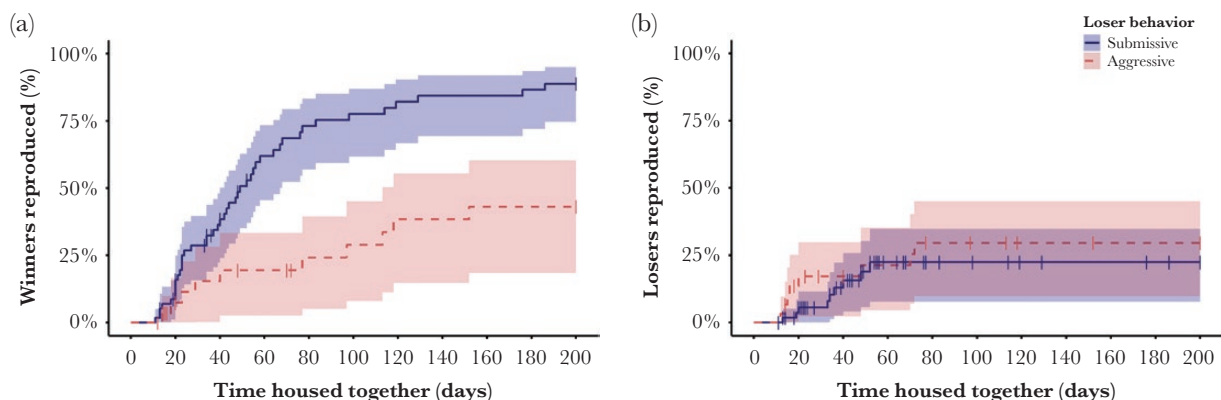 (a)
Winners reproduced (%)
100%
75%
50%
25%
0%
0 20 40 60 80 100 120 140 160 180 200
Time housed together (days)
(b)
Loser behavior
Submissive
Aggressive
Losers reproduced (%)
100%
75%
50%
25%
0%
0 20 40 60 80 100 120 140 160 180 200
Time housed together (days)